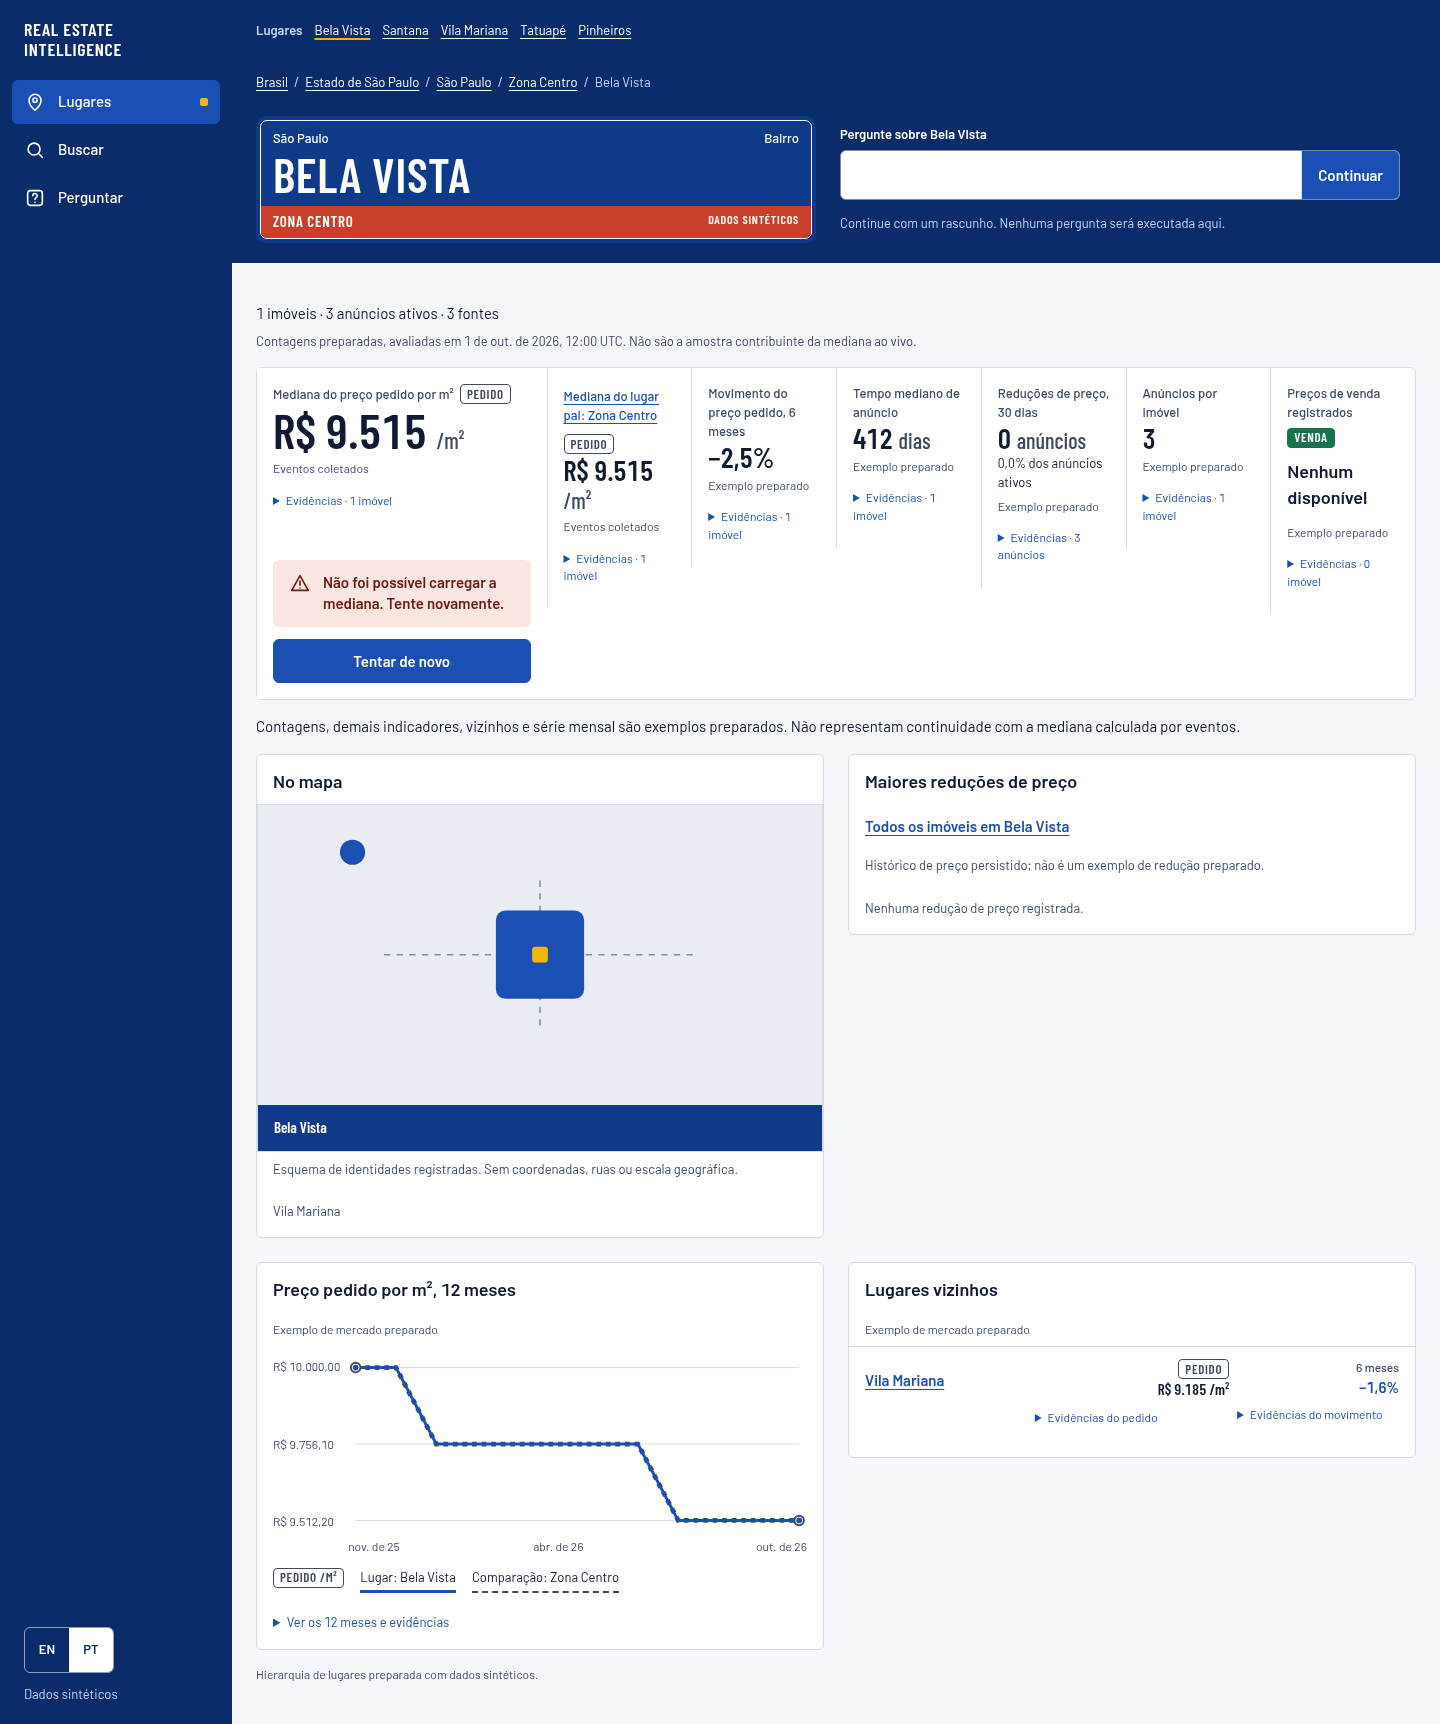 REAL ESTATE
INTELLIGENCE
Lugares
Buscar
Perguntar
EN PT
Dados sintéticos
Lugares Bela Vista Santana Vila Mariana Tatuapé Pinheiros
Brasil / Estado de São Paulo / São Paulo / Zona Centro / Bela Vista
São Paulo Bairro
BELA VISTA
ZONA CENTRO DADOS SINTÉTICOS
Pergunte sobre Bela Vista
Continuar
Continue com um rascunho. Nenhuma pergunta será executada aqui.
1 imóveis · 3 anúncios ativos · 3 fontes
Contagens preparadas, avaliadas em 1 de out. de 2026, 12:00 UTC. Não são a amostra contribuinte da mediana ao vivo.
Mediana do preço pedido por m² PEDIDO
R$ 9.515 /m²
Eventos coletados
Evidências · 1 imóvel
Não foi possível carregar a
mediana. Tente novamente.
Tentar de novo
Mediana do lugar
pai: Zona Centro
PEDIDO
R$ 9.515
/m²
Eventos coletados
Evidências · 1
imóvel
Movimento do
preço pedido, 6
meses
−2,5%
Exemplo preparado
Evidências · 1
imóvel
Tempo mediano de
anúncio
412 dias
Exemplo preparado
Evidências · 1
imóvel
Reduções de preço,
30 dias
0 anúncios
0,0% dos anúncios
ativos
Exemplo preparado
Evidências · 3
anúncios
Anúncios por
imóvel
3
Exemplo preparado
Evidências · 1
imóvel
Preços de venda
registrados
VENDA
Nenhum
disponível
Exemplo preparado
Evidências · 0
imóvel
Contagens, demais indicadores, vizinhos e série mensal são exemplos preparados. Não representam continuidade com a mediana calculada por eventos.
No mapa
Bela Vista
Esquema de identidades registradas. Sem coordenadas, ruas ou escala geográfica.
Vila Mariana
Maiores reduções de preço
Todos os imóveis em Bela Vista
Histórico de preço persistido; não é um exemplo de redução preparado.
Nenhuma redução de preço registrada.
Preço pedido por m², 12 meses
Exemplo de mercado preparado
R$ 10.000,00
R$ 9.756,10
R$ 9.512,20
nov. de 25 abr. de 26 out. de 26
PEDIDO /M² Lugar: Bela Vista Comparação: Zona Centro
Ver os 12 meses e evidências
Lugares vizinhos
Exemplo de mercado preparado
Vila Mariana
PEDIDO
R$ 9.185 /m²
Evidências do pedido
6 meses
−1,6%
Evidências do movimento
Hierarquia de lugares preparada com dados sintéticos.